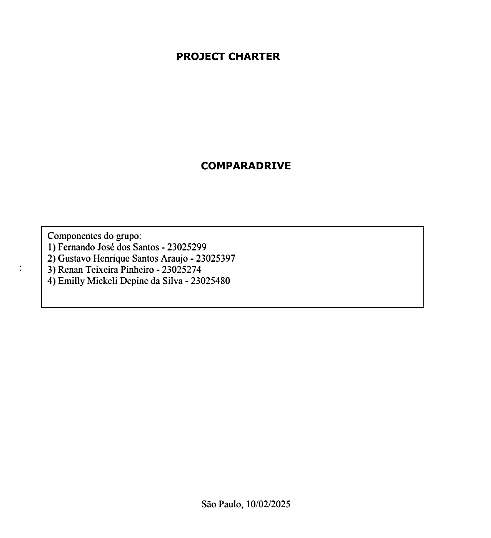 PROJECT CHARTER
COMPARADRIVE
Componentes do grupo:
1) Fernando José dos Santos - 23025299
2) Gustavo Henrique Santos Araujo - 23025397
:
3) Renan Teixeira Pinheiro - 23025274
4) Emilly Mickeli Depine da Silva - 23025480
São Paulo, 10/02/2025